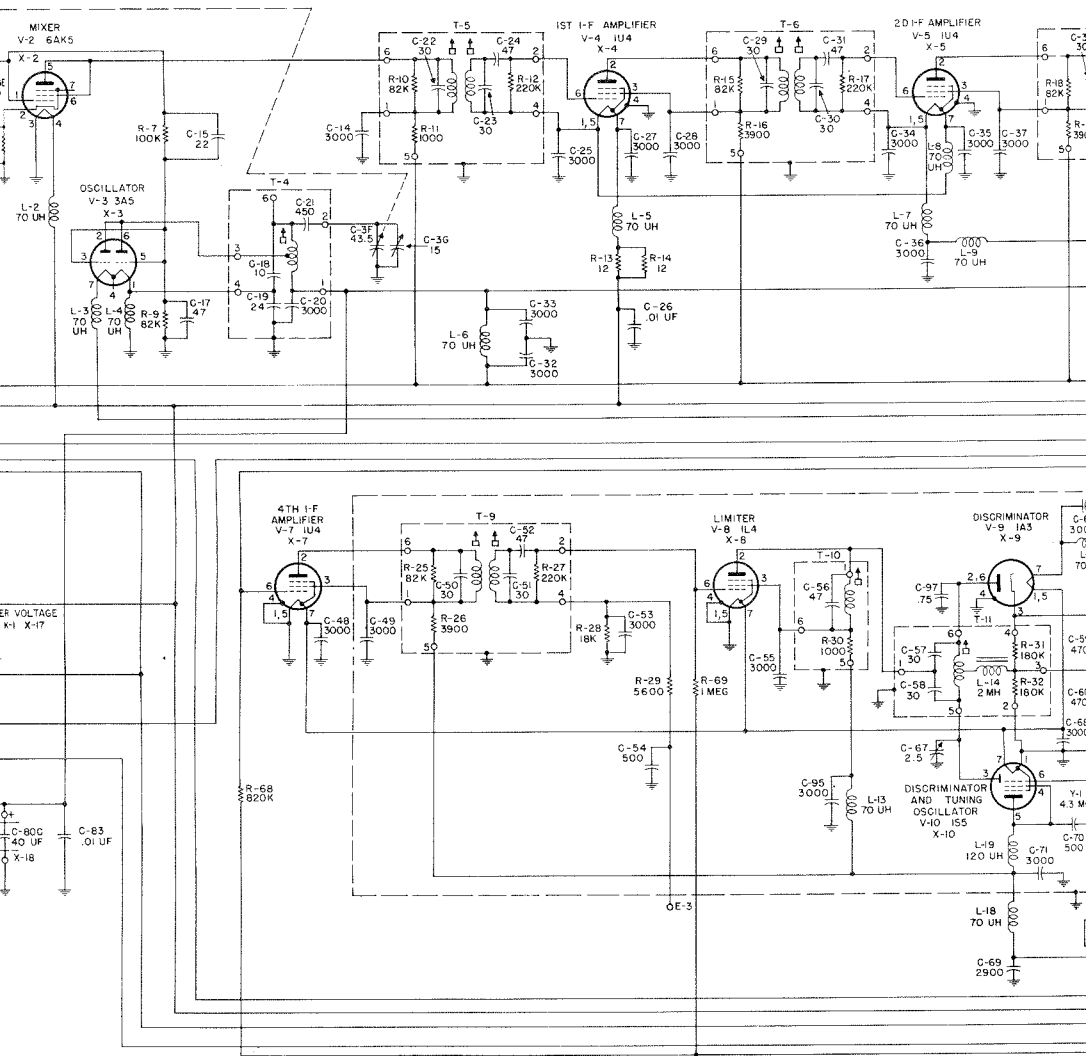 MIXER
V-2 6AK5
X-2
T-5
1ST I-F AMPLIFIER
V-4 1U4
X-4
T-6
2D I-F AMPLIFIER
V-5 1U4
X-5
C-22
30
C-24
47
R-10
82K
R-12
220K
C-23
30
R-11
1000
C-14
3000
C-25
3000
C-27
3000
C-28
3000
C-29
30
C-31
47
R-15
82K
R-17
220K
C-30
30
R-16
3900
C-34
3000
L-8
70
UH
C-35
3000
C-37
3000
R-18
82K
R-7
100K
C-15
22
OSCILLATOR
V-3 3A5
X-3
L-2
70 UH
T-4
C-21
450
C-3F
43.5
C-3G
15
C-18
10
C-19
24
C-20
3000
L-3
70
UH
L-4
70
UH
R-9
82K
C-17
47
L-5
70 UH
R-13
12
R-14
12
C-26
.01 UF
C-33
3000
L-6
70 UH
C-32
3000
L-7
70 UH
C-36
3000
L-9
70 UH
4TH I-F
AMPLIFIER
V-7 1U4
X-7
T-9
C-52
47
R-25
82K
C-50
30
C-51
30
R-27
220K
R-26
3900
C-48
3000
C-49
3000
R-28
18K
C-53
3000
R-29
5600
R-69
1 MEG
C-54
500
LIMITER
V-8 1L4
X-8
T-10
C-56
47
R-30
1000
C-55
3000
C-95
3000
L-13
70 UH
DISCRIMINATOR
V-9 1A3
X-9
C-97
.75
T-11
C-57
30
C-58
30
L-14
2 MH
R-31
180K
R-32
180K
C-67
2.5
DISCRIMINATOR
AND TUNING
OSCILLATOR
V-10 1S5
X-10
Y-1
C-70
500
L-19
120 UH
C-71
3000
L-18
70 UH
C-69
2900
E-3
R-68
820K
ER VOLTAGE
X-1 X-17
C-80C
40 UF
X-18
C-83
.01 UF